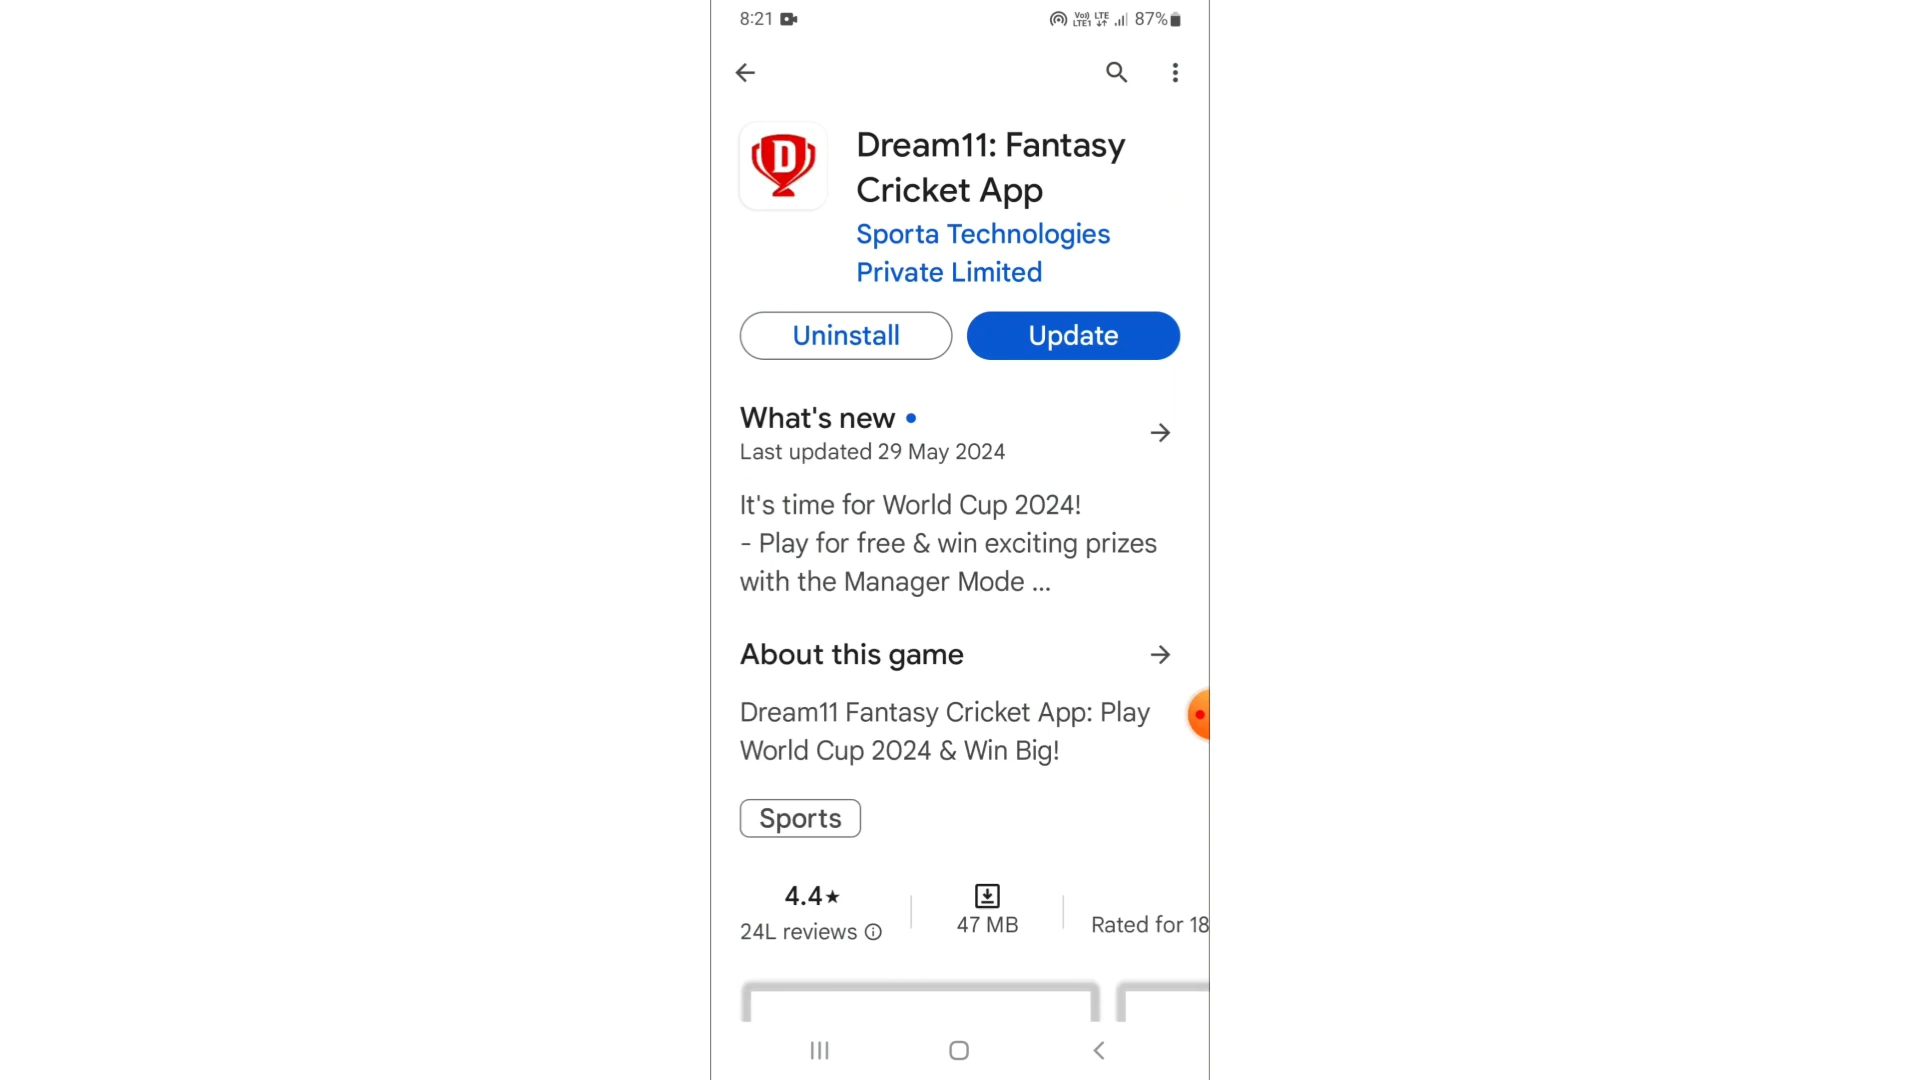 8:21
Vo) LTE
LTE1
87%
D
Dream11: Fantasy
Cricket App
Sporta Technologies
Private Limited
Uninstall
Update
What's new
Last updated 29 May 2024
It's time for World Cup 2024!
- Play for free & win exciting prizes
with the Manager Mode ...
About this game
Dream11 Fantasy Cricket App: Play
World Cup 2024 & Win Big!
Sports
4.4★
24L reviews
47 MB
Rated for 18